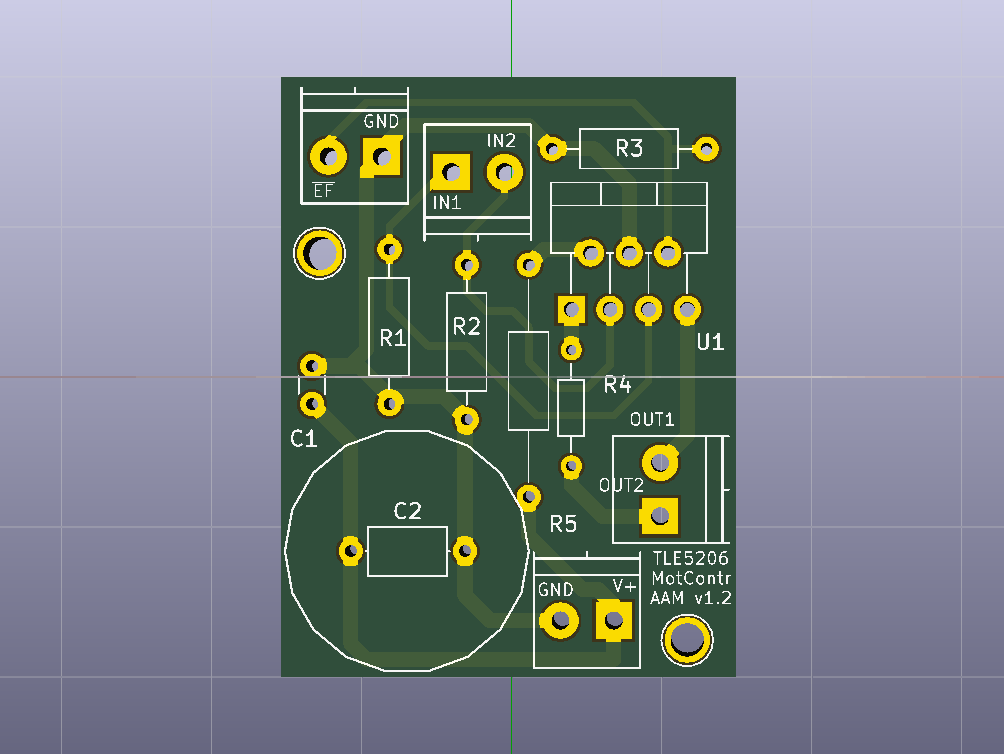 GND
EF
IN2
IN1
R3
R1
R2
U1
R4
C1
OUT1
OUT2
C2
R5
TLE5206
MotContr
AAM v1.2
GND
V+